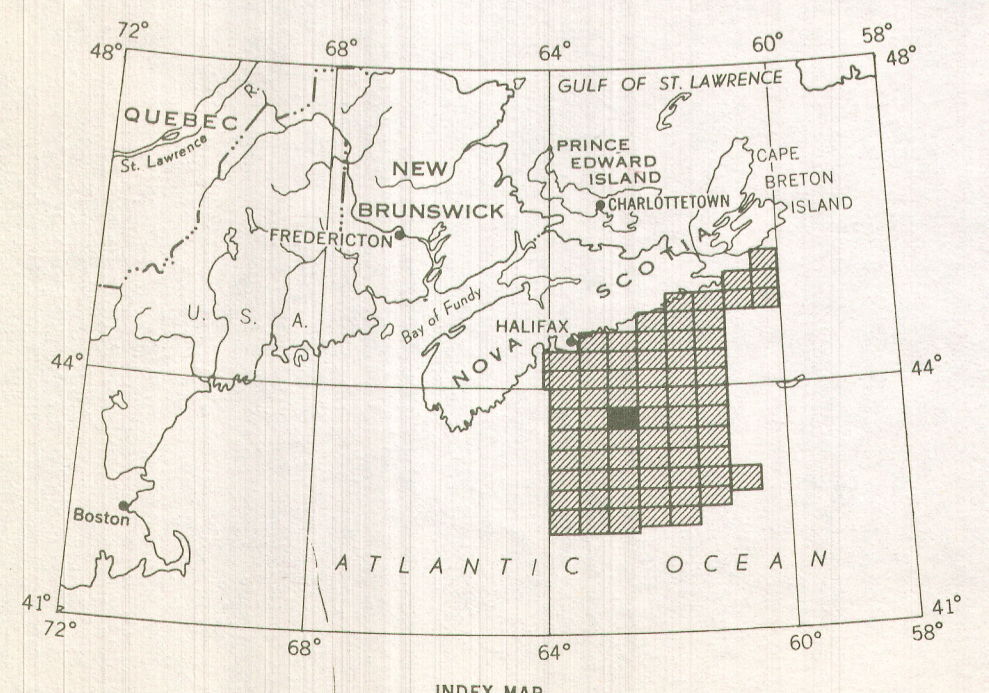 72°
68°
64°
60°
58°
48°
48°
GULF OF ST. LAWRENCE
QUEBEC
R.
St. Lawrence
PRINCE
EDWARD
ISLAND
CHARLOTTETOWN
CAPE
BRETON
ISLAND
NEW
BRUNSWICK
FREDERICTON
NOVA SCOTIA
U. S. A.
Bay of Fundy
HALIFAX
44°
44°
Boston
ATLANTIC OCEAN
41°
41°
72°
68°
64°
60°
58°
INDEX MAP